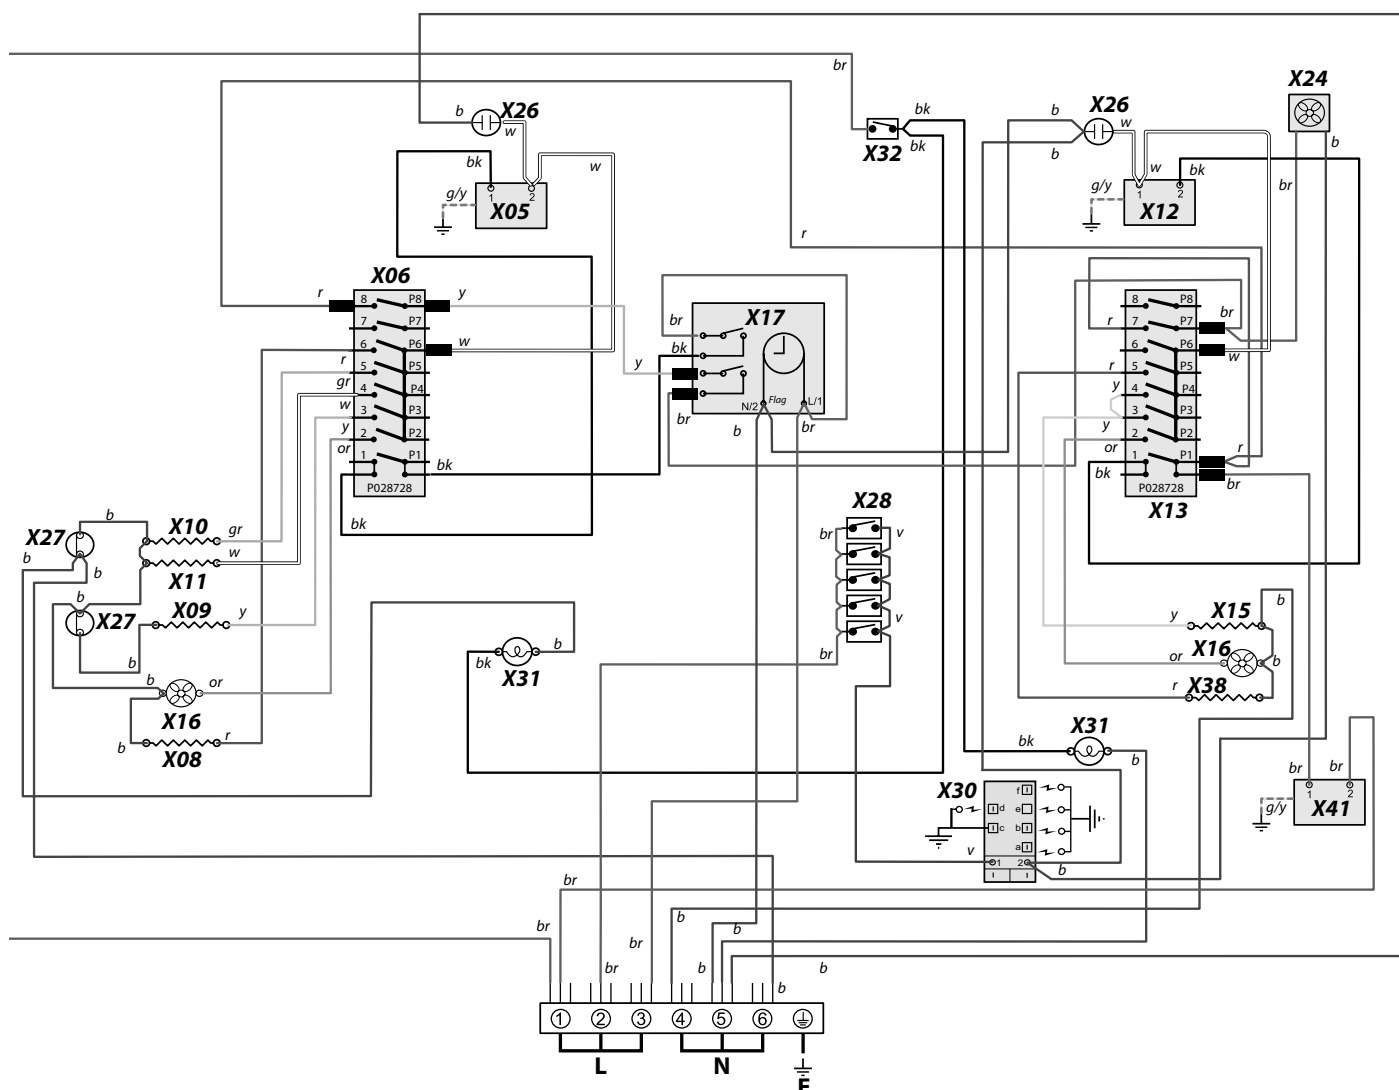 br
X24
b
X26
w
bk
w
g/y
1
2
X05
bk
X32
bk
b
X26
w
b
w
bk
g/y
1
2
X12
br
b
r
X06
r
8
P8
y
7
P7
6
P6
w
r
5
P5
gr
4
P4
w
3
P3
y
2
P2
or
1
P1
bk
P028728
bk
X17
br
bk
y
br
N/2
Flag
L/1
b
br
8
P8
r
7
P7
br
6
P6
w
r
5
P5
y
4
P4
3
P3
y
2
P2
or
1
P1
r
bk
br
P028728
X13
X28
br
v
v
br
b
X27
X10
gr
b
w
b
X11
b
X27
X09
y
b
b
or
X16
b
r
X08
bk
b
X31
y
X15
b
or
X16
b
r
X38
bk
X31
b
X30
f
d
e
c
b
a
v
1
2
b
br
br
1
2
g/y
X41
br
br
b
b
br
br
b
b
b
1
2
3
4
5
6
L
N
E